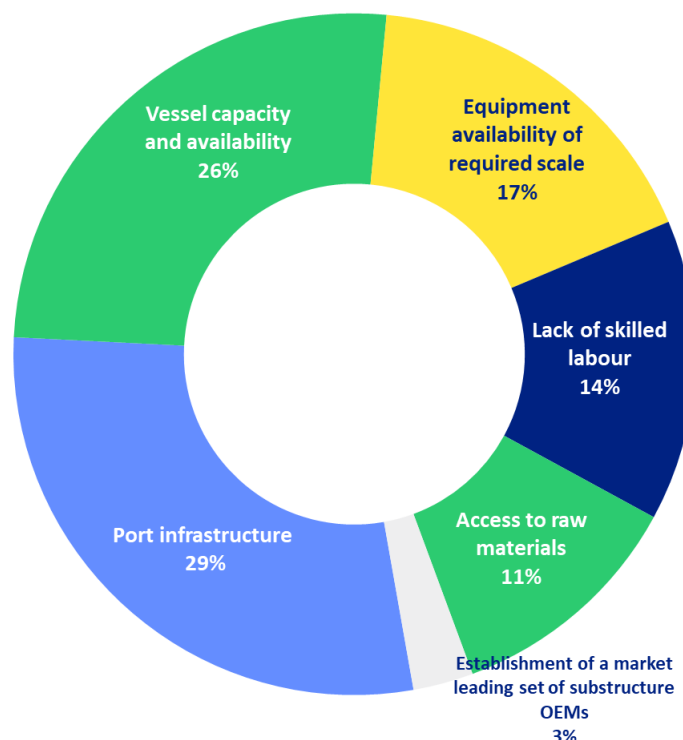 Vessel capacity
and availability
26%
Equipment
availability of
required scale
17%
Lack of skilled
labour
14%
Access to raw
materials
11%
Port infrastructure
29%
Establishment of a market
leading set of substructure
OEMs
3%